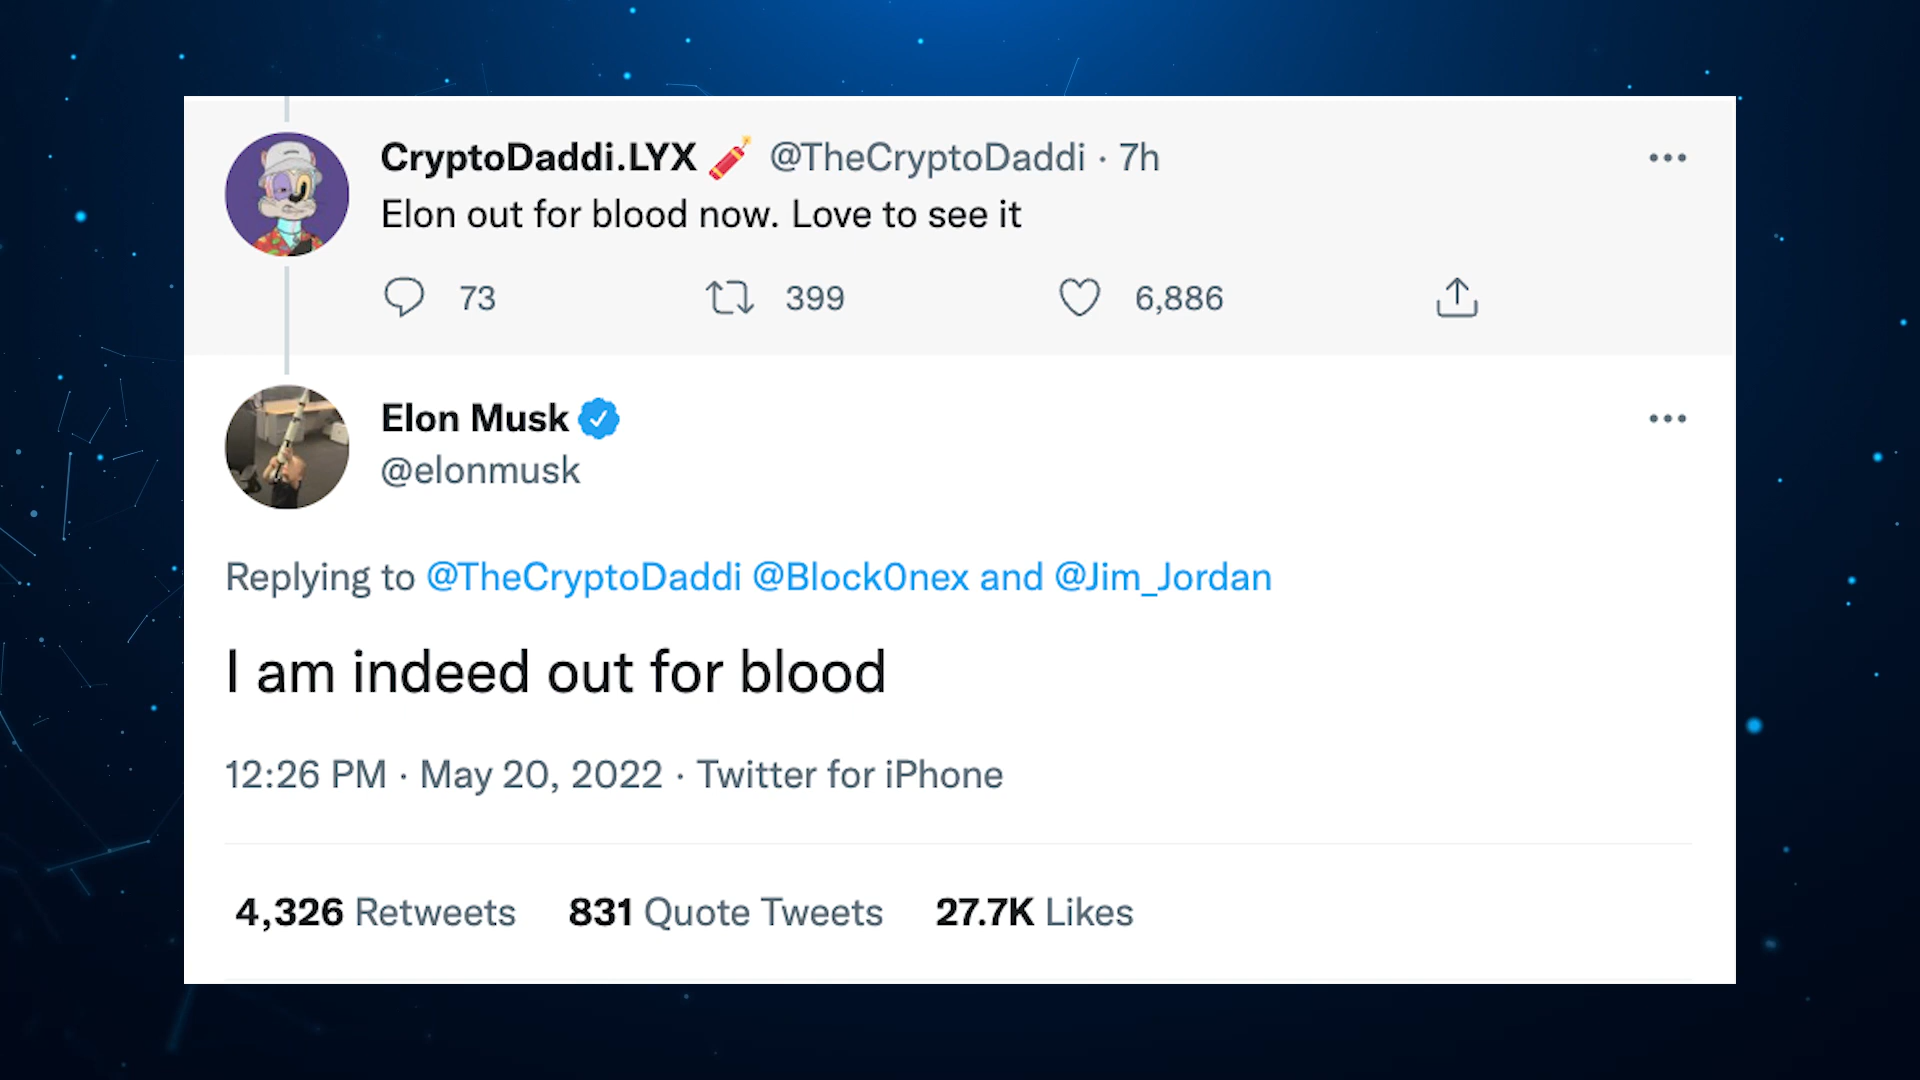 CryptoDaddi.LYX 🧨 @TheCryptoDaddi · 7h
Elon out for blood now. Love to see it
73 399 6,886
Elon Musk
@elonmusk
Replying to @TheCryptoDaddi @Block0nex and @Jim_Jordan
I am indeed out for blood
12:26 PM · May 20, 2022 · Twitter for iPhone
4,326 Retweets 831 Quote Tweets 27.7K Likes